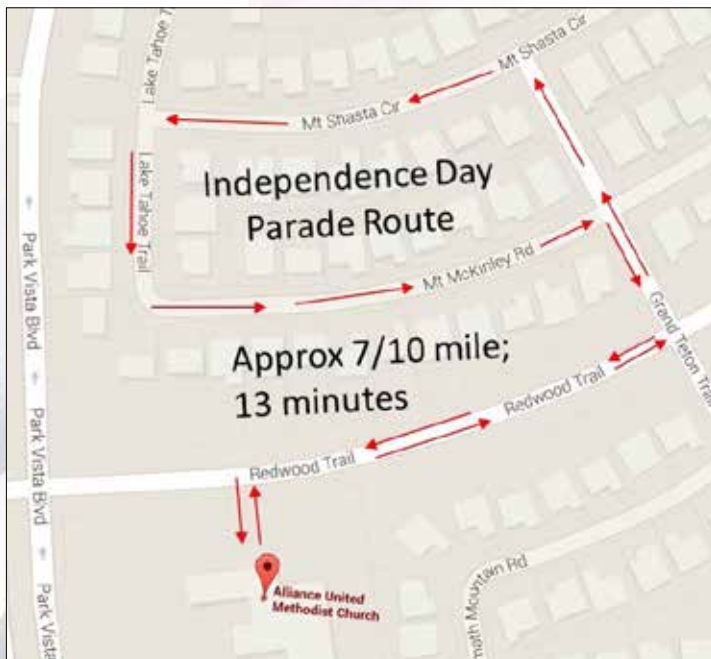 Lake Tahoe
Mt Shasta Cir
Mt Shasta Cir
Lake Tahoe Trail
Independence Day
Parade Route
Park Vista Blvd
Mt McKinley Rd
Grand Teton Trail
Approx 7/10 mile;
13 minutes
Redwood Trail
Redwood Trail
Park Vista Blvd
Alliance United
Methodist Church
Mountain Rd
Park Vista